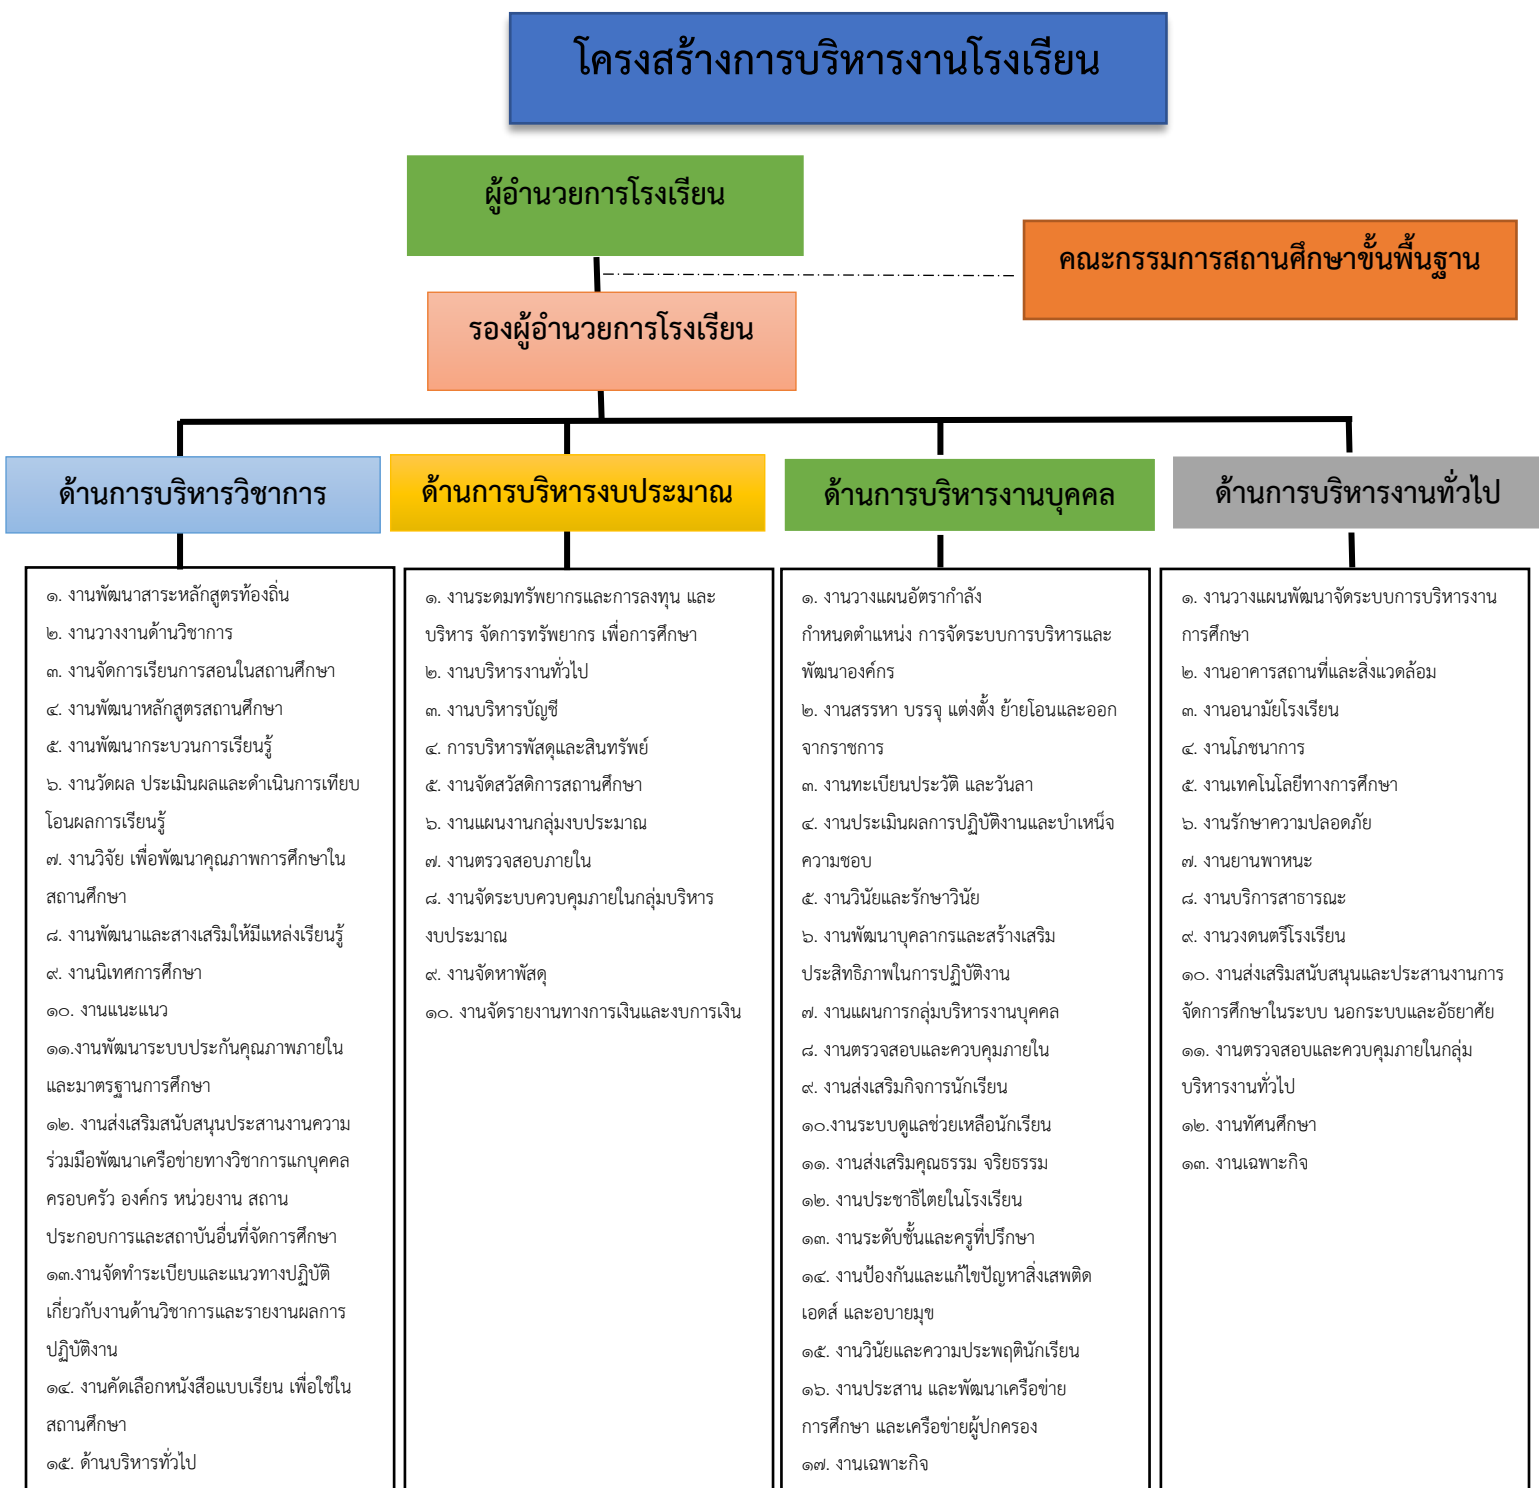 โครงสร้างการบริหารงานโรงเรียน
ผู้อำนวยการโรงเรียน
คณะกรรมการสถานศึกษาขั้นพื้นฐาน
รองผู้อำนวยการโรงเรียน
ด้านการบริหารวิชาการ
๑. งานพัฒนาสาระหลักสูตรท้องถิ่น
๒. งานวางงานด้านวิชาการ
๓. งานจัดการเรียนการสอนในสถานศึกษา
๔. งานพัฒนาหลักสูตรสถานศึกษา
๕. งานพัฒนากระบวนการเรียนรู้
๖. งานวัดผล ประเมินผลและดำเนินการเทียบ
โอนผลการเรียนรู้
๗. งานวิจัย เพื่อพัฒนาคุณภาพการศึกษาใน
สถานศึกษา
๘. งานพัฒนาและสางเสริมให้มีแหล่งเรียนรู้
๙. งานนิเทศการศึกษา
๑๐. งานแนะแนว
๑๑.งานพัฒนาระบบประกันคุณภาพภายใน
และมาตรฐานการศึกษา
๑๒. งานส่งเสริมสนับสนุนประสานงานความ
ร่วมมือพัฒนาเครือข่ายทางวิชาการแกบุคคล
ครอบครัว องค์กร หน่วยงาน สถาน
ประกอบการและสถาบันอื่นที่จัดการศึกษา
๑๓.งานจัดทำระเบียบและแนวทางปฏิบัติ
เกี่ยวกับงานด้านวิชาการและรายงานผลการ
ปฏิบัติงาน
๑๔. งานคัดเลือกหนังสือแบบเรียน เพื่อใช้ใน
สถานศึกษา
๑๕. ด้านบริหารทั่วไป
ด้านการบริหารงบประมาณ
๑. งานระดมทรัพยากรและการลงทุน และ
บริหาร จัดการทรัพยากร เพื่อการศึกษา
๒. งานบริหารงานทั่วไป
๓. งานบริหารบัญชี
๔. การบริหารพัสดุและสินทรัพย์
๕. งานจัดสวัสดิการสถานศึกษา
๖. งานแผนงานกลุ่มงบประมาณ
๗. งานตรวจสอบภายใน
๘. งานจัดระบบควบคุมภายในกลุ่มบริหาร
งบประมาณ
๙. งานจัดหาพัสดุ
๑๐. งานจัดรายงานทางการเงินและงบการเงิน
ด้านการบริหารงานบุคคล
๑. งานวางแผนอัตรากำลัง
กำหนดตำแหน่ง การจัดระบบการบริหารและ
พัฒนาองค์กร
๒. งานสรรหา บรรจุ แต่งตั้ง ย้ายโอนและออก
จากราชการ
๓. งานทะเบียนประวัติ และวันลา
๔. งานประเมินผลการปฏิบัติงานและบำเหน็จ
ความชอบ
๕. งานวินัยและรักษาวินัย
๖. งานพัฒนาบุคลากรและสร้างเสริม
ประสิทธิภาพในการปฏิบัติงาน
๗. งานแผนการกลุ่มบริหารงานบุคคล
๘. งานตรวจสอบและควบคุมภายใน
๙. งานส่งเสริมกิจการนักเรียน
๑๐.งานระบบดูแลช่วยเหลือนักเรียน
๑๑. งานส่งเสริมคุณธรรม จริยธรรม
๑๒. งานประชาธิไตยในโรงเรียน
๑๓. งานระดับชั้นและครูที่ปรึกษา
๑๔. งานป้องกันและแก้ไขปัญหาสิ่งเสพติด
เอดส์ และอบายมุข
๑๕. งานวินัยและความประพฤตินักเรียน
๑๖. งานประสาน และพัฒนาเครือข่าย
การศึกษา และเครือข่ายผู้ปกครอง
๑๗. งานเฉพาะกิจ
ด้านการบริหารงานทั่วไป
๑. งานวางแผนพัฒนาจัดระบบการบริหารงาน
การศึกษา
๒. งานอาคารสถานที่และสิ่งแวดล้อม
๓. งานอนามัยโรงเรียน
๔. งานโภชนาการ
๕. งานเทคโนโลยีทางการศึกษา
๖. งานรักษาความปลอดภัย
๗. งานยานพาหนะ
๘. งานบริการสาธารณะ
๙. งานวงดนตรีโรงเรียน
๑๐. งานส่งเสริมสนับสนุนและประสานงานการ
จัดการศึกษาในระบบ นอกระบบและอัธยาศัย
๑๑. งานตรวจสอบและควบคุมภายในกลุ่ม
บริหารงานทั่วไป
๑๒. งานทัศนศึกษา
๑๓. งานเฉพาะกิจ